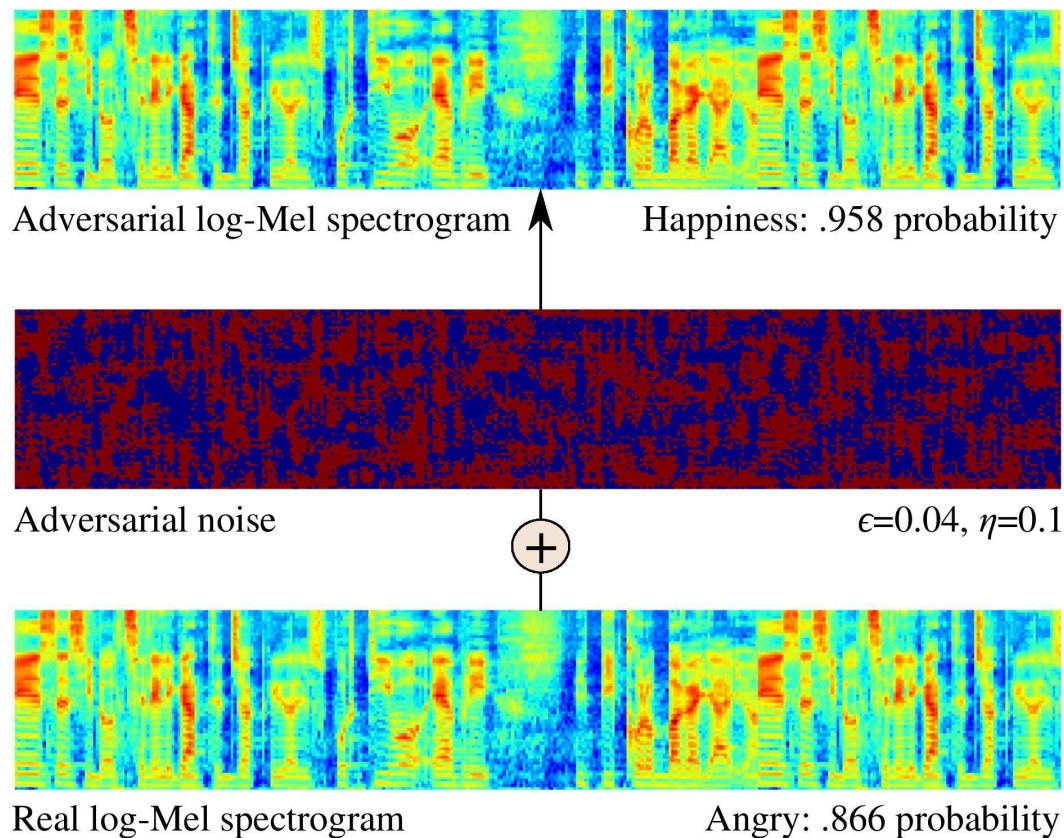 Adversarial log-Mel spectrogram Happiness: .958 probability
Adversarial noise ϵ=0.04, η=0.1
+
Real log-Mel spectrogram Angry: .866 probability